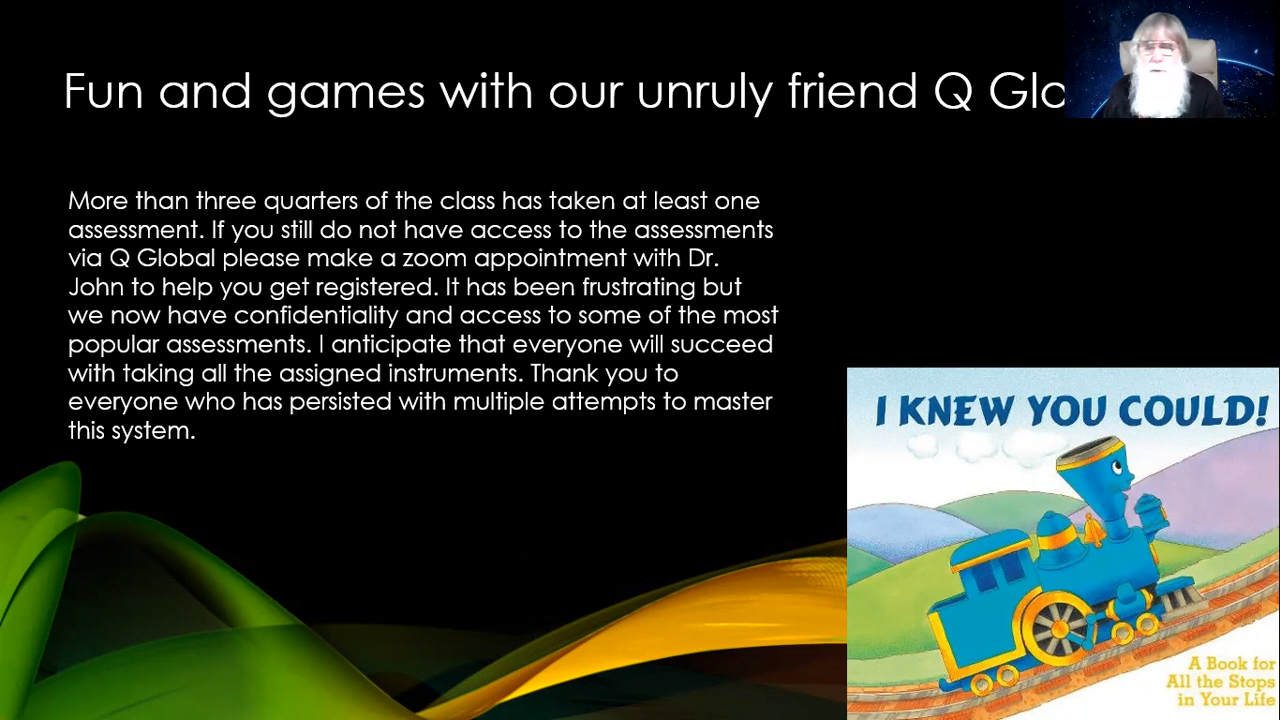 Fun and games with our unruly friend Q Glo
More than three quarters of the class has taken at least one
assessment. If you still do not have access to the assessments
via Q Global please make a zoom appointment with Dr.
John to help you get registered. It has been frustrating but
we now have confidentiality and access to some of the most
popular assessments. I anticipate that everyone will succeed
with taking all the assigned instruments. Thank you to
everyone who has persisted with multiple attempts to master
this system.
I KNEW YOU COULD!
A Book for
All the Stops
in Your Life